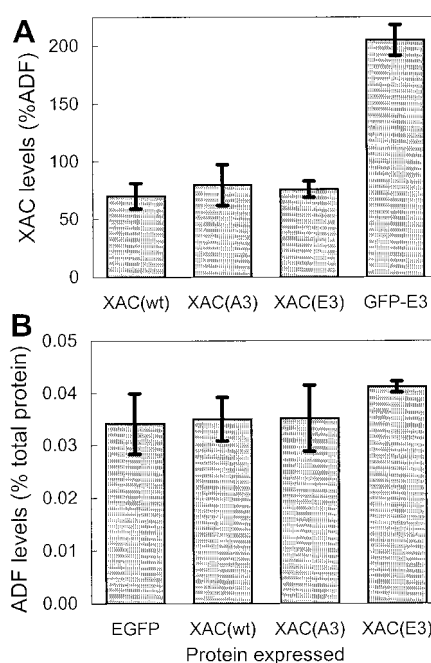 A
XAC levels (%ADF)
200
150
100
50
0
XAC(wt) XAC(A3) XAC(E3) GFP-E3
B
ADF levels (% total protein)
0.05
0.04
0.03
0.02
0.01
0.00
EGFP XAC(wt) XAC(A3) XAC(E3)
Protein expressed